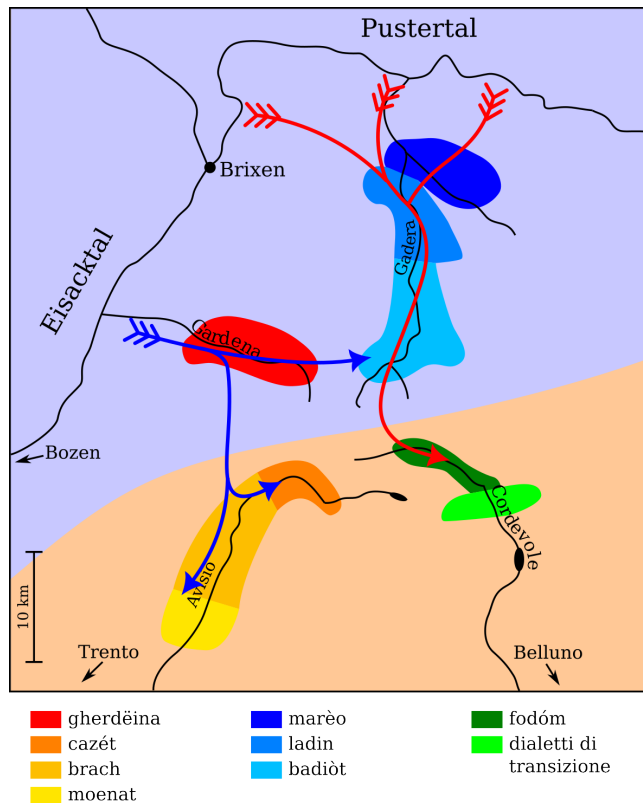 Pustertal
Brixen
Eisacktal
Gadera
Gardena
Bozen
Cordevole
Avisio
10 km
Trento
Belluno
gherdëina
cazét
brach
moenat
marèo
ladin
badiòt
fodóm
dialetti di
transizione